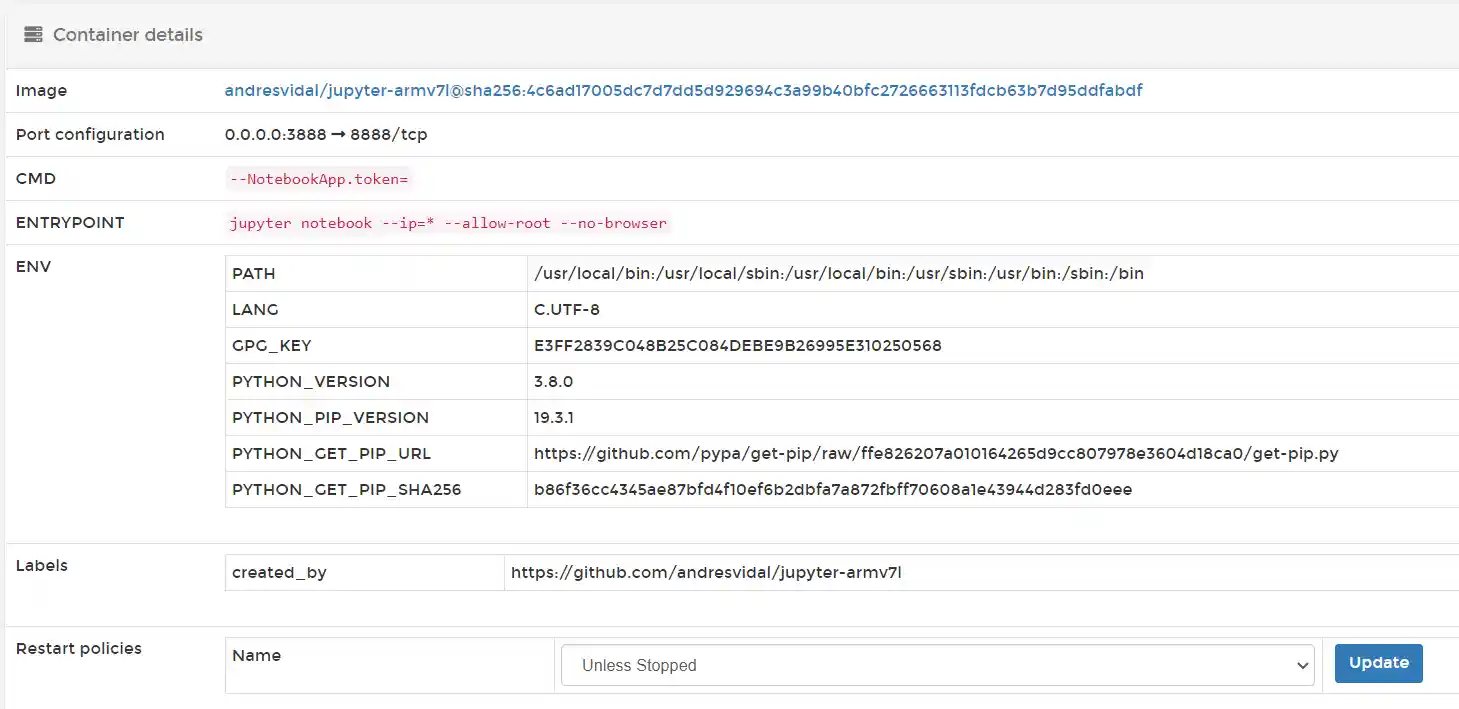 Container details
Image andresvidal/jupyter-armv7l@sha256:4c6ad17005dc7d7dd5d929694c3a99b40bfc2726663113fdcb63b7d95ddfabdf
Port configuration 0.0.0.0:3888 → 8888/tcp
CMD --NotebookApp.token=
ENTRYPOINT jupyter notebook --ip=* --allow-root --no-browser
ENV PATH /usr/local/bin:/usr/local/sbin:/usr/local/bin:/usr/sbin:/usr/bin:/sbin:/bin
LANG C.UTF-8
GPG_KEY E3FF2839C048B25C084DEBE9B26995E310250568
PYTHON_VERSION 3.8.0
PYTHON_PIP_VERSION 19.3.1
PYTHON_GET_PIP_URL https://github.com/pypa/get-pip/raw/ffe826207a010164265d9cc807978e3604d18ca0/get-pip.py
PYTHON_GET_PIP_SHA256 b86f36cc4345ae87bfd4f10ef6b2dbfa7a872fbff70608a1e43944d283fd0eee
Labels created_by https://github.com/andresvidal/jupyter-armv7l
Restart policies Name Unless Stopped Update